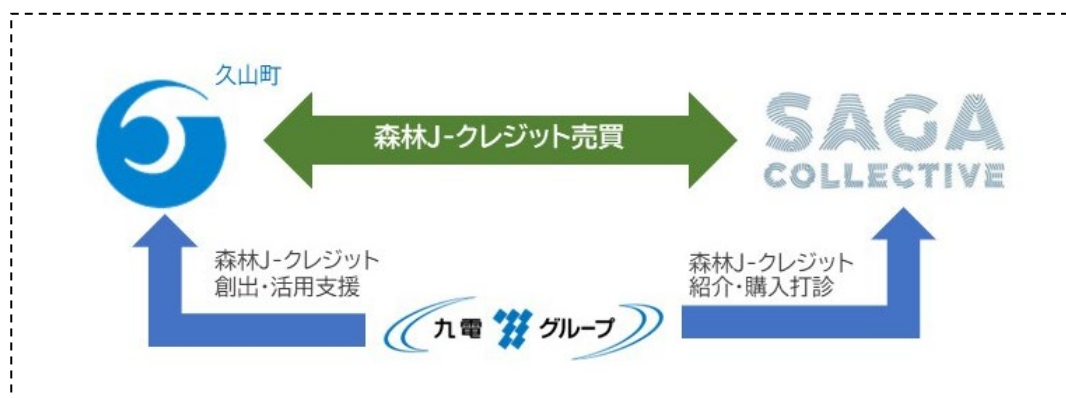 久山町
森林J-クレジット売買
SAGA
COLLECTIVE
森林J-クレジット
創出・活用支援
森林J-クレジット
紹介・購入打診
九電 グループ